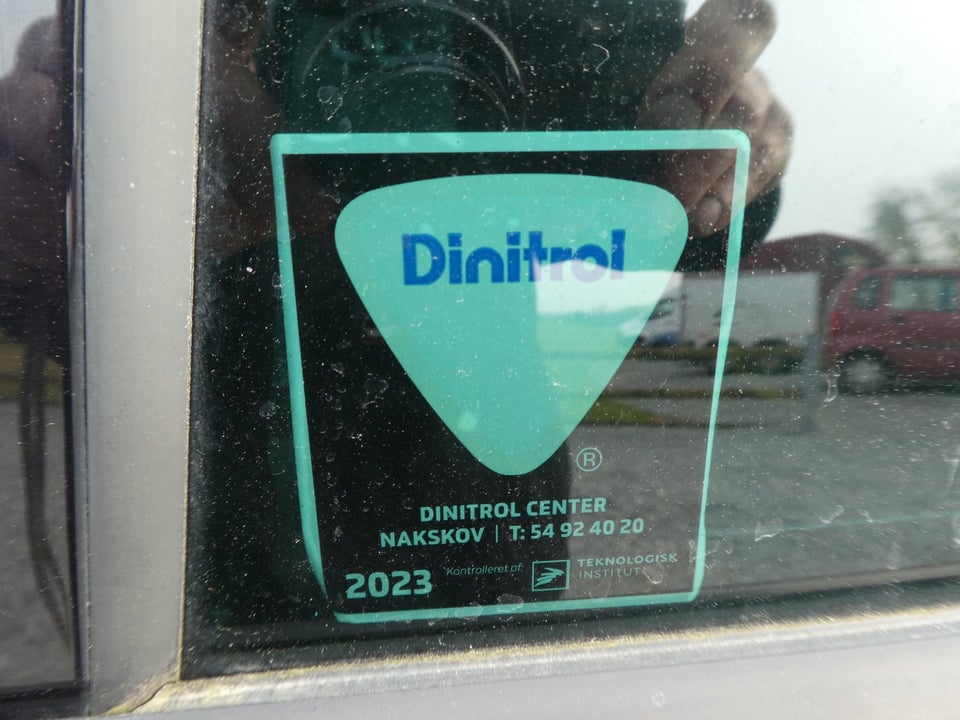 Dinitrol
®
DINITROL CENTER
NAKSKOV | T: 54 92 40 20
2023 Kontrolleret af: TEKNOLOGISK
INSTITUT